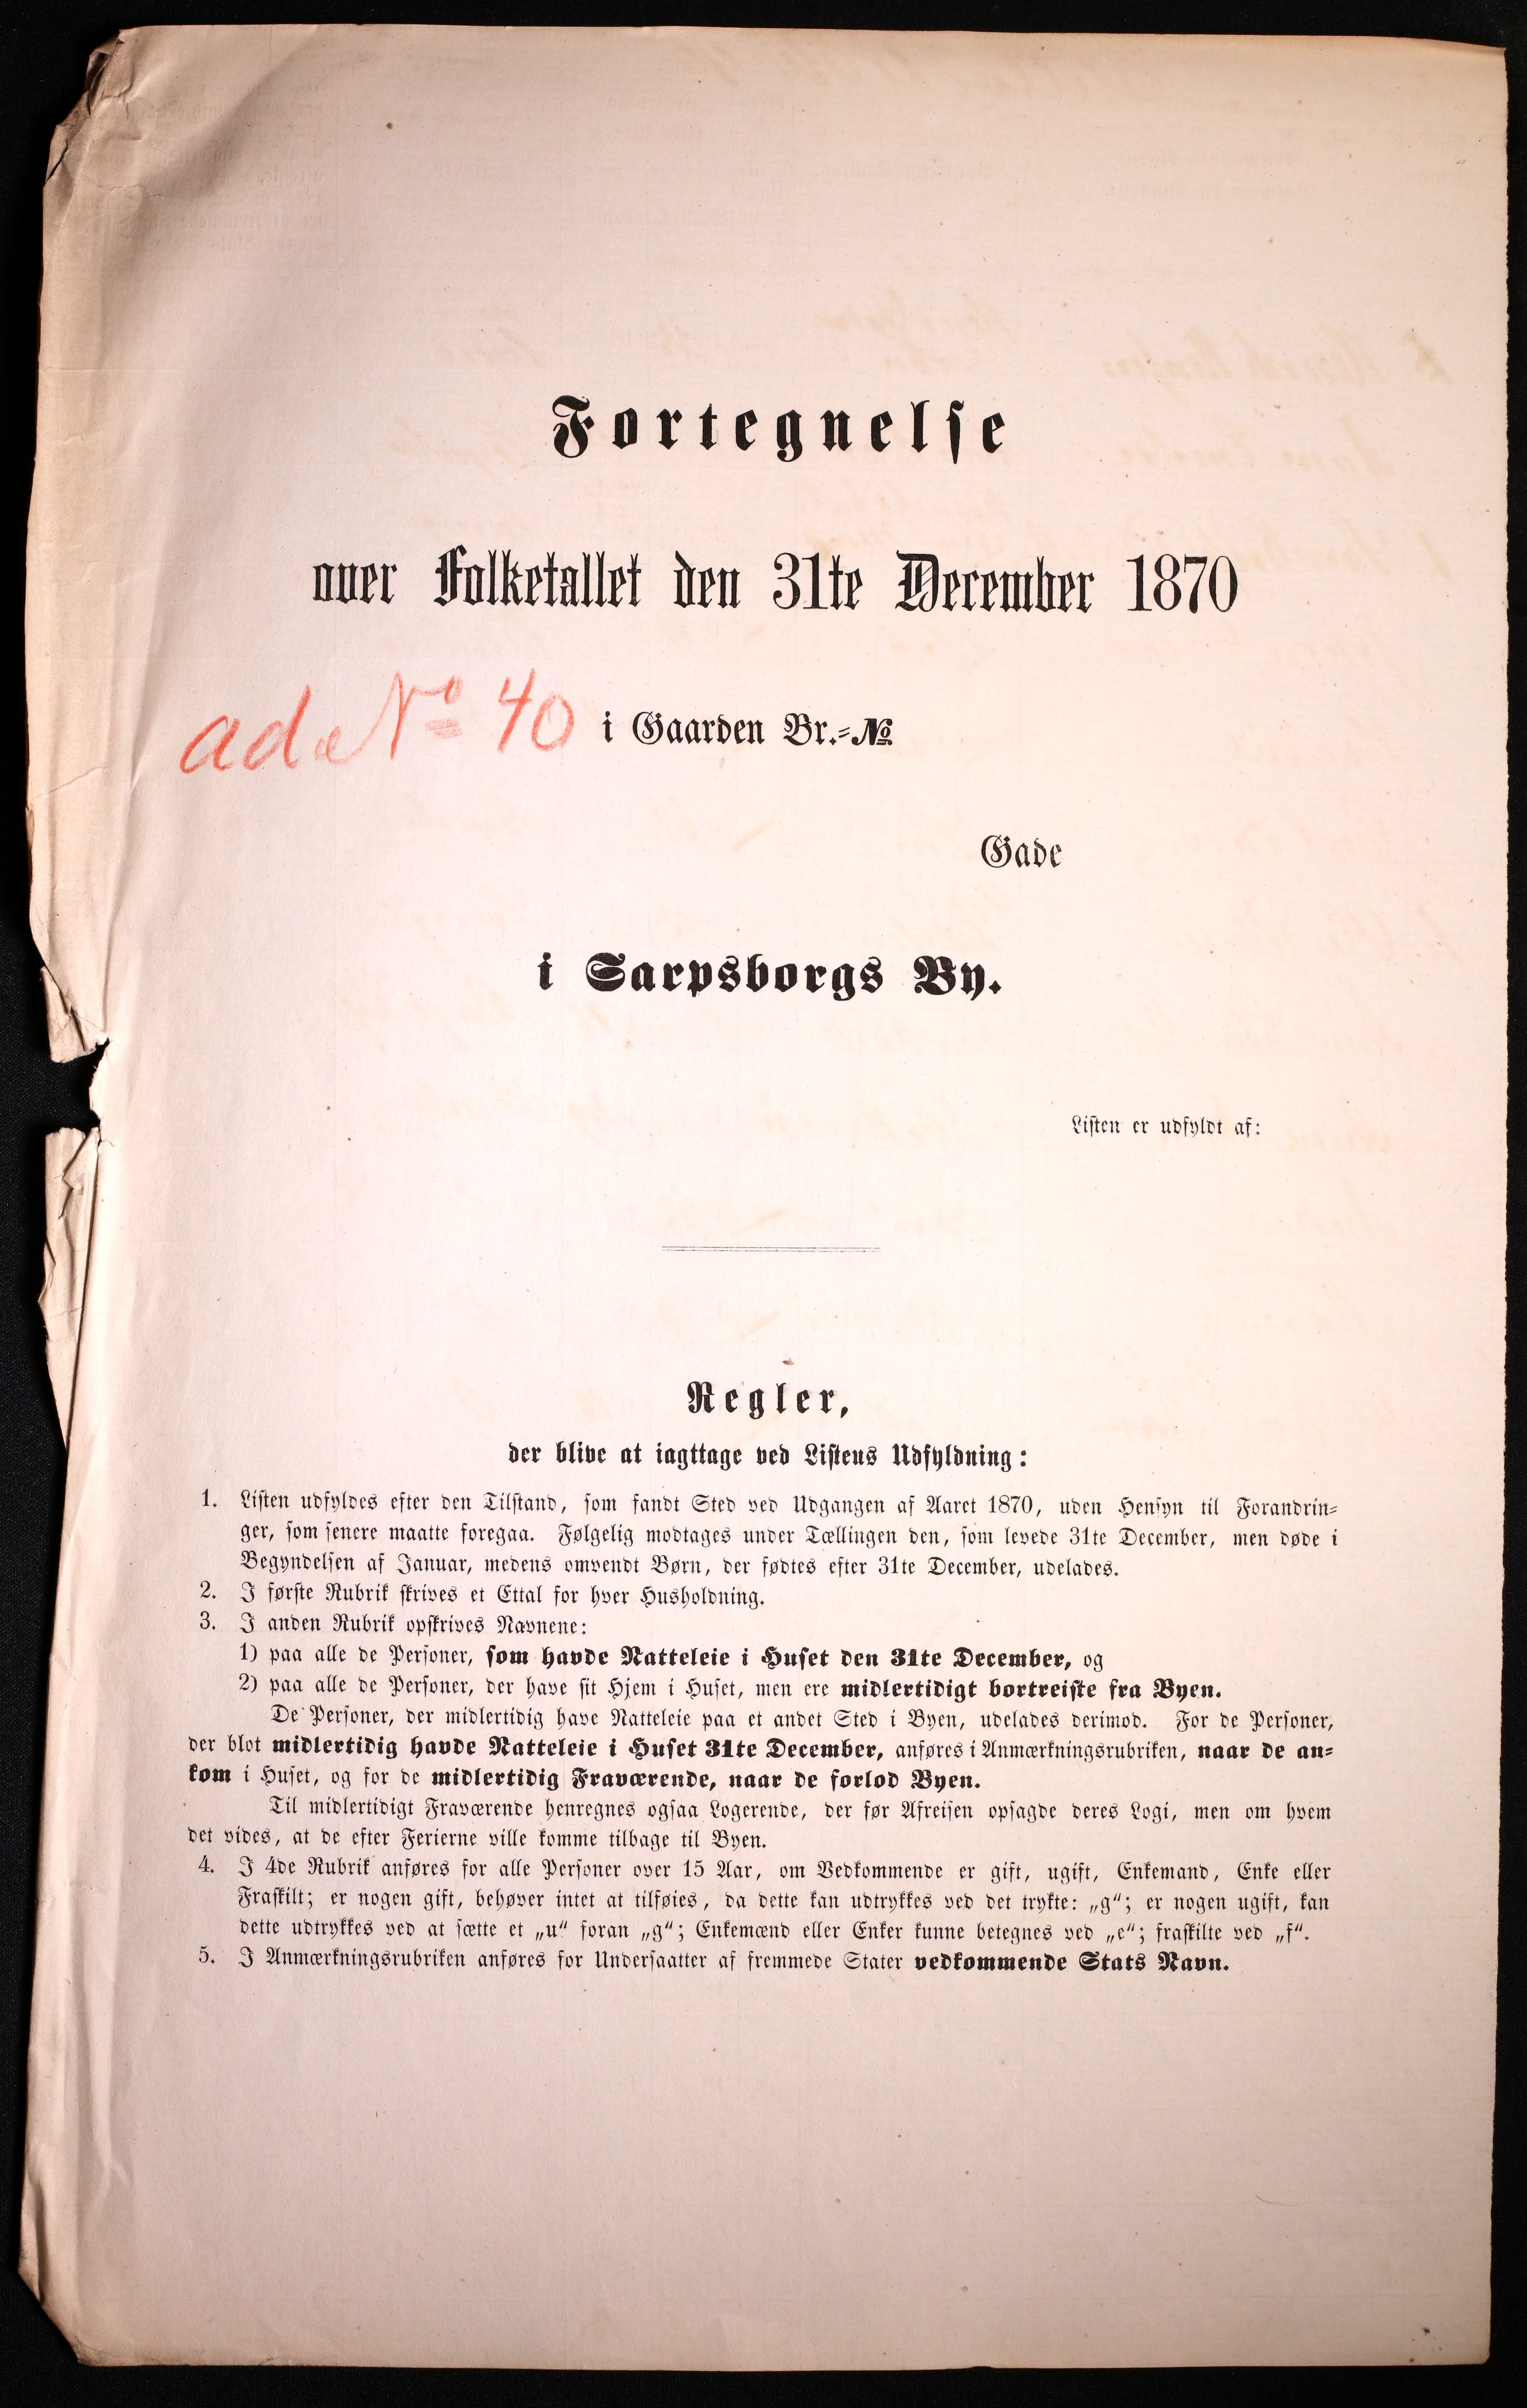 Fortegnelse
over Folketallet den 31te December 1870
ad No 40 i Gaarden Br.=No
Gade
i Sarpsborgs By.
Listen er udfyldt af:
Regler,
der blive at iagttage ved Listens Udfyldning:
1. Listen udfyldes efter den Tilstand, som fandt Sted ved Udgangen af Aaret 1870, uden Hensyn til Forandrin=
ger, som senere maatte foregaa. Følgelig modtages under Tællingen den, som levede 31te December, men døde i
Begyndelsen af Januar, medens omvendt Børn, der fødtes efter 31te December, udelades.
2. I første Rubrik skrives et Ettal for hver Husholdning.
3. I anden Rubrik opskrives Navnene:
1) paa alle de Personer, som havde Natteleie i Huset den 31te December, og
2) paa alle de Personer, der have sit Hjem i Huset, men ere midlertidigt bortreiste fra Byen.
De Personer, der midlertidig have Natteleie paa et andet Sted i Byen, udelades derimod. For de Personer,
der blot midlertidig havde Natteleie i Huset 31te December, anføres i Anmærkningsrubriken, naar de an=
kom i Huset, og for de midlertidig Fraværende, naar de forlod Byen.
Til midlertidigt Fraværende henregnes ogsaa Logerende, der før Afreisen opsagde deres Logi, men om hvem
det vides, at de efter Ferierne ville komme tilbage til Byen.
4. I 4de Rubrik anføres for alle Personer over 15 Aar, om Vedkommende er gift, ugift, Enkemand, Enke eller
Fraskilt; er nogen gift, behøver intet at tilføies, da dette kan udtrykkes ved det trykte: „g“; er nogen ugift, kan
dette udtrykkes ved at sætte et „u“ foran „g“; Enkemænd eller Enker kunne betegnes ved „e“; fraskilte ved „f“.
5. I Anmærkningsrubriken anføres for Undersaatter af fremmede Stater vedkommende Stats Navn.